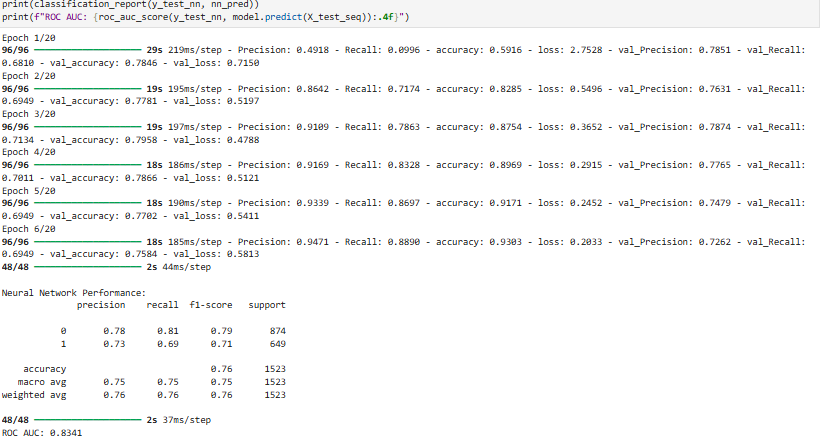 print(classification_report(y_test_nn, nn_pred))
print(f"ROC AUC: {roc_auc_score(y_test_nn, model.predict(X_test_seq)):.4f}")
Epoch 1/20
96/96 ━━━━━━━━━━━━━━━━━━━━ 29s 219ms/step - Precision: 0.4918 - Recall: 0.0996 - accuracy: 0.5916 - loss: 2.7528 - val_Precision: 0.7851 - val_Recall:
0.6810 - val_accuracy: 0.7846 - val_loss: 0.7150
Epoch 2/20
96/96 ━━━━━━━━━━━━━━━━━━━━ 19s 195ms/step - Precision: 0.8642 - Recall: 0.7174 - accuracy: 0.8285 - loss: 0.5496 - val_Precision: 0.7631 - val_Recall:
0.6949 - val_accuracy: 0.7781 - val_loss: 0.5197
Epoch 3/20
96/96 ━━━━━━━━━━━━━━━━━━━━ 19s 197ms/step - Precision: 0.9109 - Recall: 0.7863 - accuracy: 0.8754 - loss: 0.3652 - val_Precision: 0.7874 - val_Recall:
0.7134 - val_accuracy: 0.7958 - val_loss: 0.4788
Epoch 4/20
96/96 ━━━━━━━━━━━━━━━━━━━━ 18s 186ms/step - Precision: 0.9169 - Recall: 0.8328 - accuracy: 0.8969 - loss: 0.2915 - val_Precision: 0.7765 - val_Recall:
0.7011 - val_accuracy: 0.7866 - val_loss: 0.5121
Epoch 5/20
96/96 ━━━━━━━━━━━━━━━━━━━━ 18s 190ms/step - Precision: 0.9339 - Recall: 0.8697 - accuracy: 0.9171 - loss: 0.2452 - val_Precision: 0.7479 - val_Recall:
0.6949 - val_accuracy: 0.7702 - val_loss: 0.5411
Epoch 6/20
96/96 ━━━━━━━━━━━━━━━━━━━━ 18s 185ms/step - Precision: 0.9471 - Recall: 0.8890 - accuracy: 0.9303 - loss: 0.2033 - val_Precision: 0.7262 - val_Recall:
0.6949 - val_accuracy: 0.7584 - val_loss: 0.5813
48/48 ━━━━━━━━━━━━━━━━━━━━ 2s 44ms/step
Neural Network Performance:
precision recall f1-score support
0 0.78 0.81 0.79 874
1 0.73 0.69 0.71 649
accuracy 0.76 1523
macro avg 0.75 0.75 0.75 1523
weighted avg 0.76 0.76 0.76 1523
48/48 ━━━━━━━━━━━━━━━━━━━━ 2s 37ms/step
ROC AUC: 0.8341